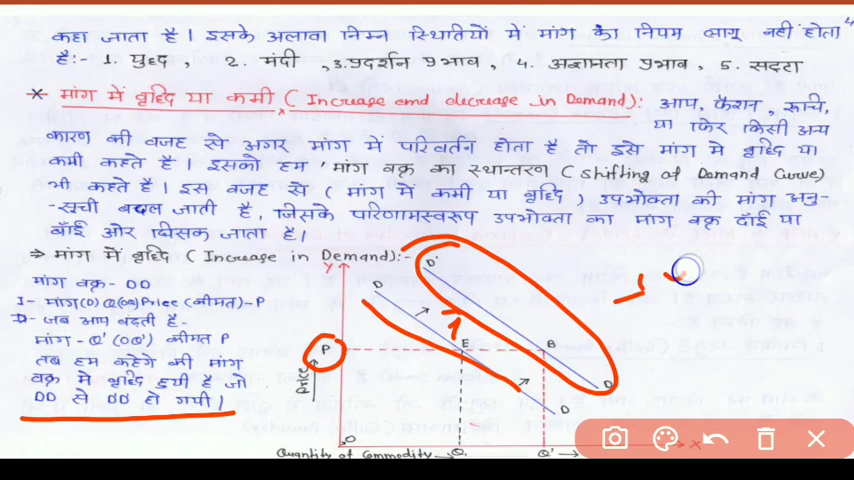 कहा जाता है। इसके अलावा निम्न स्थितियों में मांग का नियम लागू नहीं होता
है:- 1. युद्द, 2. मंदी, 3. प्रदर्शन प्रभाव, 4. अज्ञानता प्रभाव, 5. सट्टा
* मांग में वृध्दि या कमी (Increase and decrease in Demand): आय, फैशन, रूचि,
या फिर किसी अन्य
कारण की वजह से अगर मांग में परिवर्तन होता है तो इसे मांग में वृध्दि या
कमी कहते है। इसको हम, मांग वक्र का स्थान्तरन (Shifting of Demand Curve)
भी कहते है। इस वजह से (मांग में कमी या वृध्दि) उपभोक्ता की मांग अनु-
-सूची बदल जाती है, जिसके परिणामस्वरूप उपभोक्ता का मांग वक्र दाँई या
बाँई ओर खिसक जाता है।
→ मांग में वृध्दि (Increase in Demand):-
मांग वक्र - DD
I- मांग(D) Q(OQ) Price (कीमत) - P
II- जब आय बढती है -
मांग - Q' (OQ') कीमत P
तब हम कहेगे की मांग
वक्र में वृध्दि हुयी है जो
DD से DD हो गयी।
Y
D'
D
P
E
B
D
D
Price
O
X
Quantity of Commodity → Q
Q' →